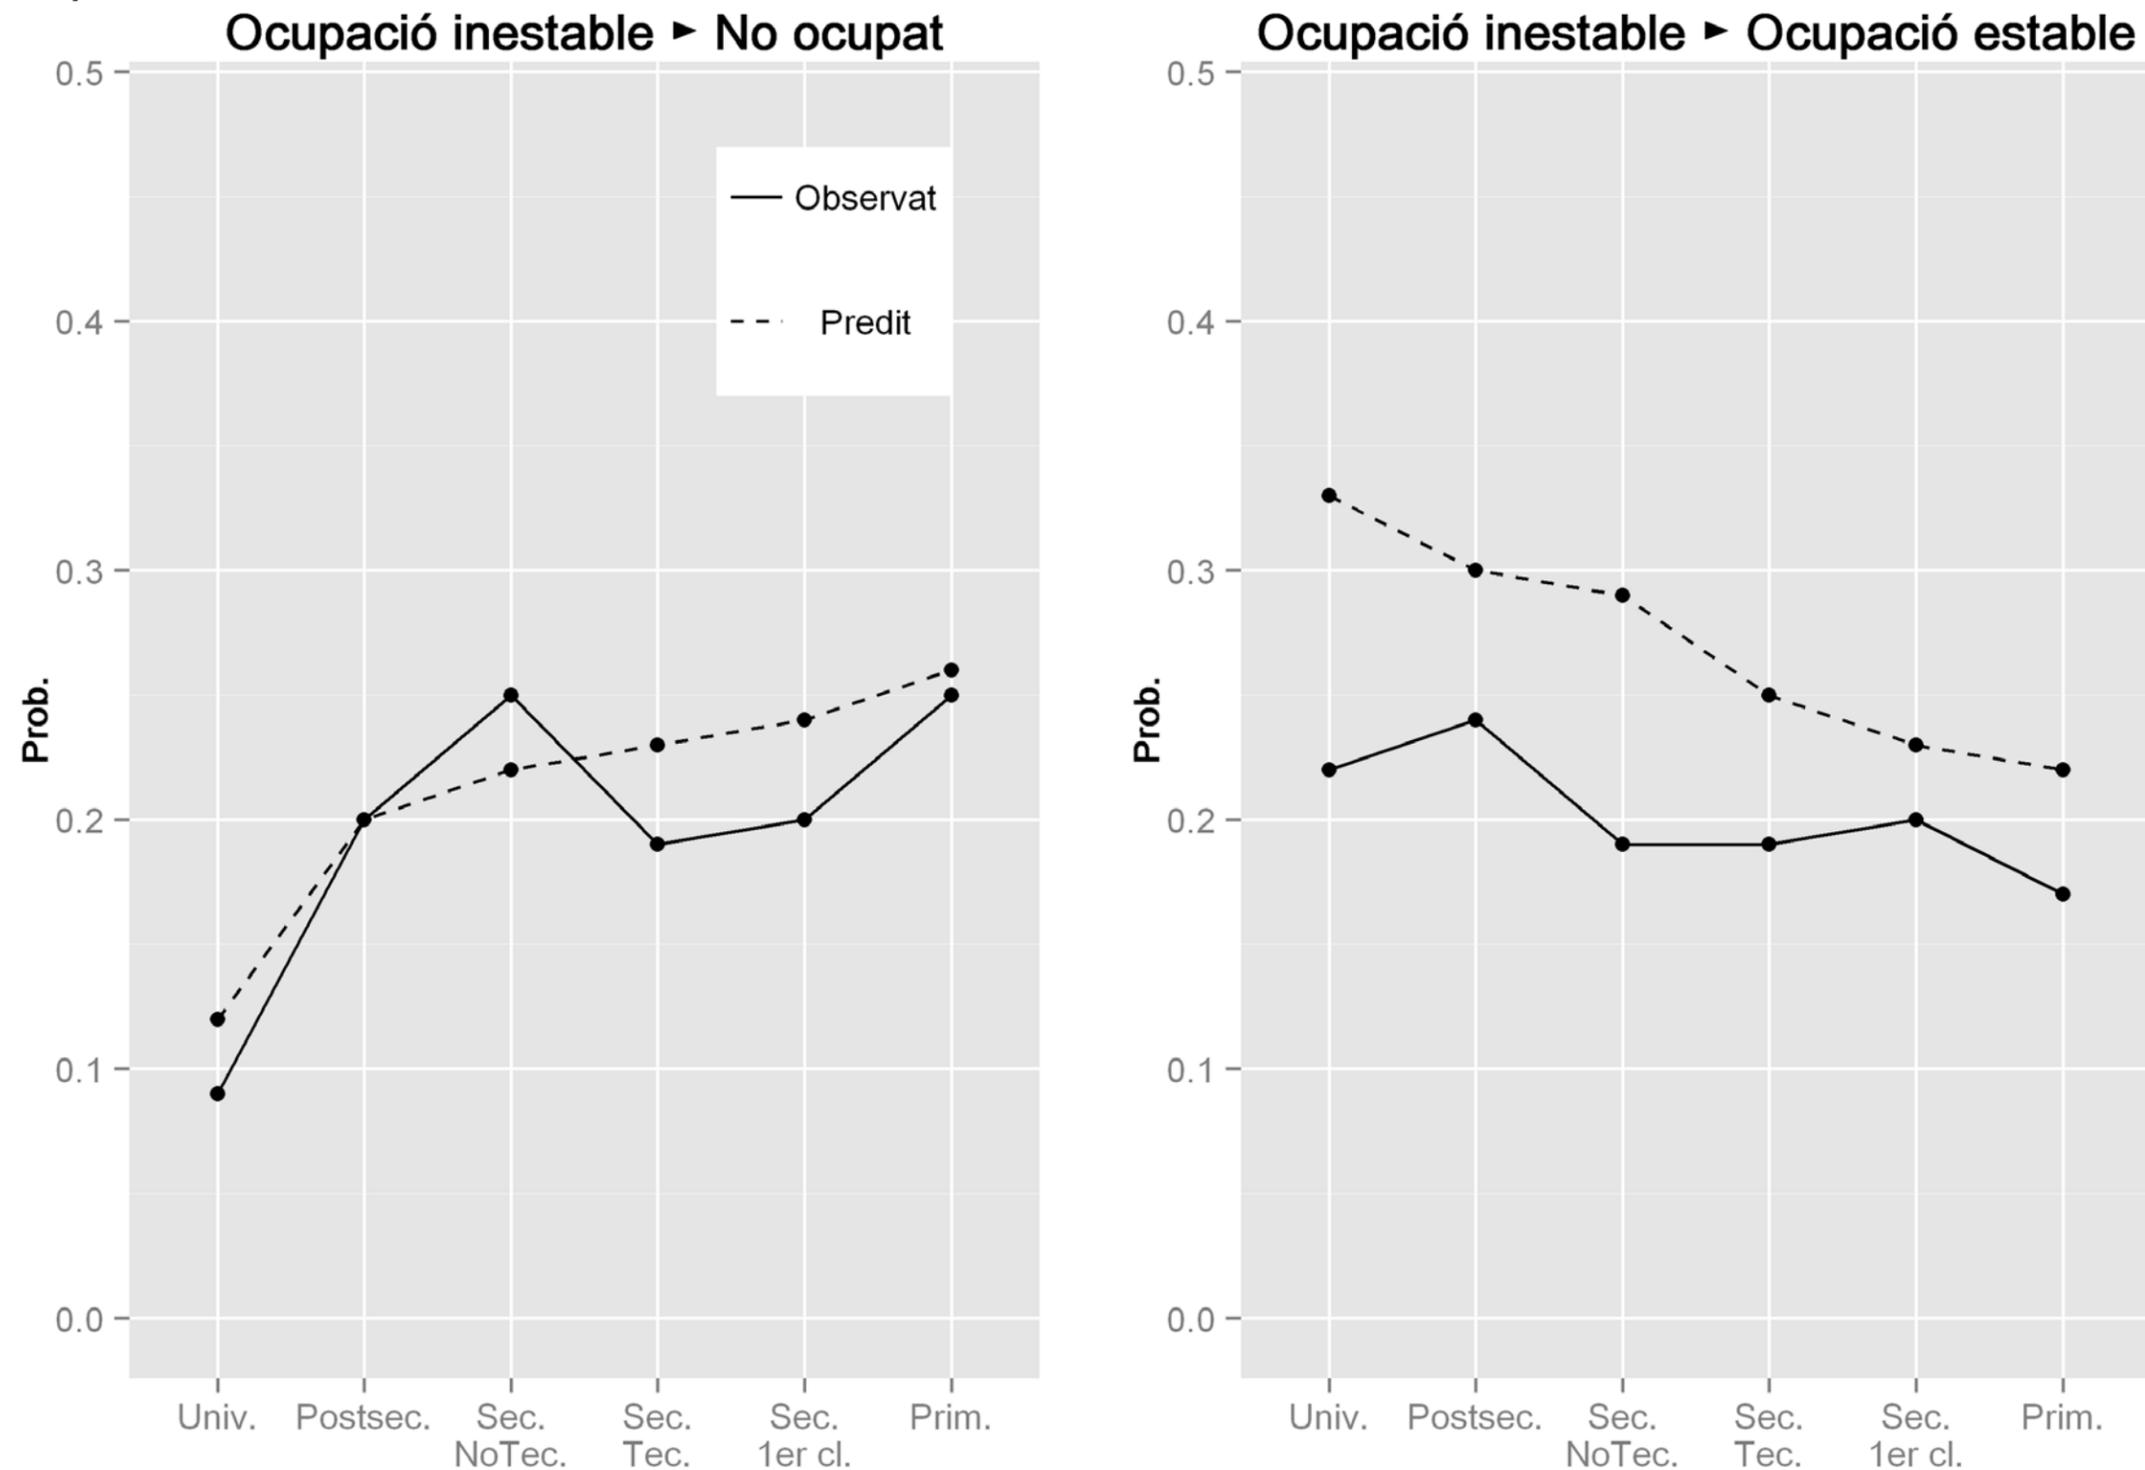 Ocupació inestable ► No ocupat
0.5
0.4
0.3
0.2
0.1
0.0
Prob.
Observat
Predit
Univ. Postsec. Sec. Sec. Sec. Prim.
NoTec. Tec. 1er cl.
Ocupació inestable ► Ocupació estable
0.5
0.4
0.3
0.2
0.1
0.0
Prob.
Univ. Postsec. Sec. Sec. Sec. Prim.
NoTec. Tec. 1er cl.